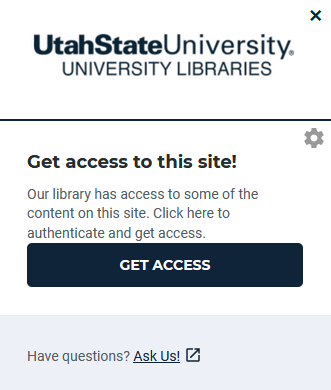 UtahStateUniversity®
UNIVERSITY LIBRARIES
Get access to this site!
Our library has access to some of the
content on this site. Click here to
authenticate and get access.
GET ACCESS
Have questions? Ask Us!